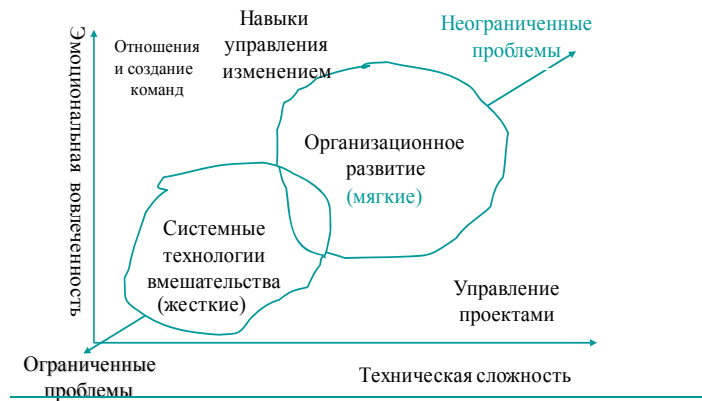 Эмоциональная вовлеченность
Отношения
и создание
команд
Навыки
управления
изменением
Неограниченные
проблемы
Организационное
развитие
(мягкие)
Системные
технологии
вмешательства
(жесткие)
Управление
проектами
Ограниченные
проблемы
Техническая сложность